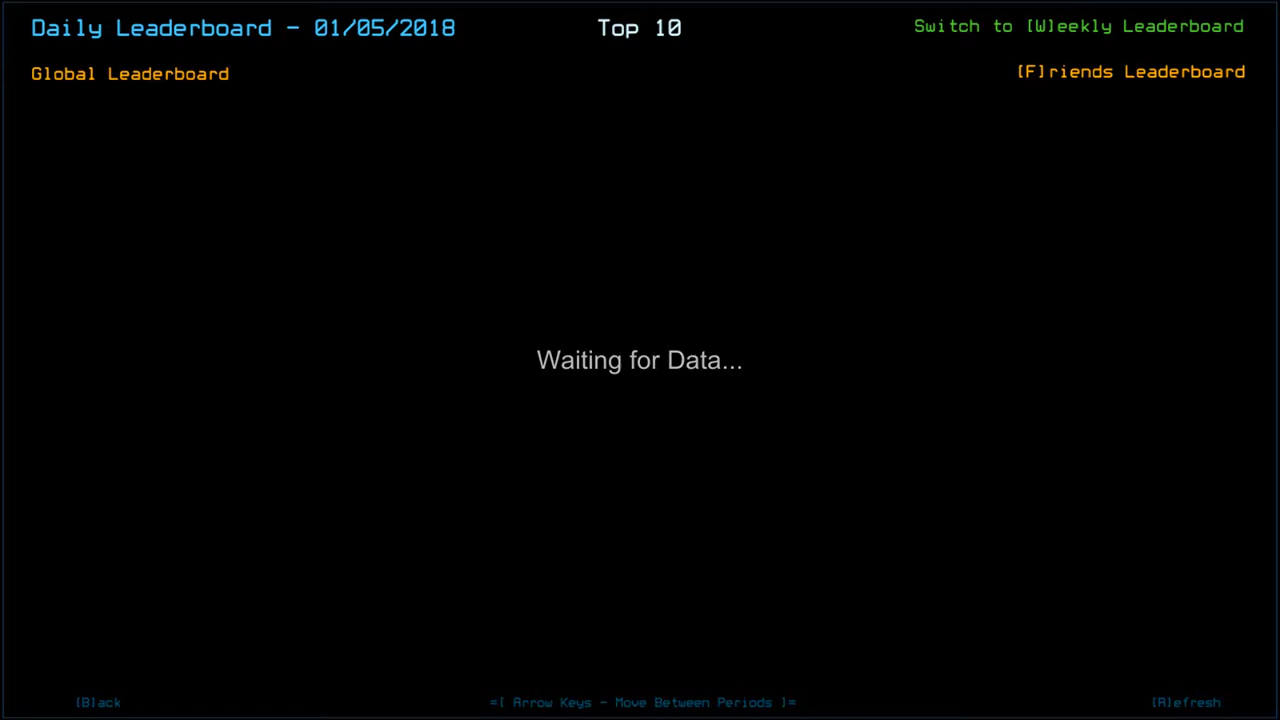 Daily Leaderboard - 01/05/2018
Top 10
Switch to [W]eekly Leaderboard
Global Leaderboard
[F]riends Leaderboard
Waiting for Data...
[B]ack
=[ Arrow Keys - Move Between Periods ]=
[R]efresh